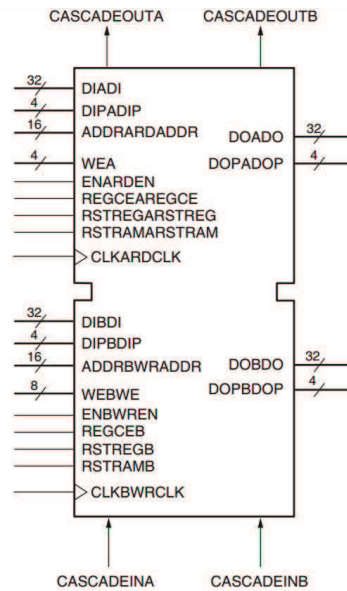 CASCADEOUTA CASCADEOUTB
32 DIADI
4 DIPADIP
16 ADDRARDADDR
DOADO 32
4 WEA
DOPADOP 4
ENARDEN
REGCEAREGCE
RSTREGARSTREG
RSTRAMARSTRAM
CLKARDCLK
32 DIBDI
4 DIPBDIP
16 ADDRBWRADDR
DOBDO 32
8 WEBWE
DOPBDOP 4
ENBWREN
REGCEB
RSTREGB
RSTRAMB
CLKBWRCLK
CASCADEINA CASCADEINB